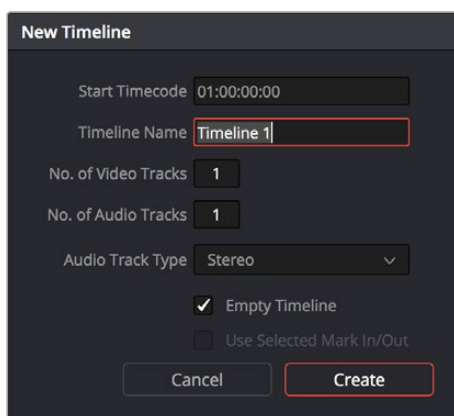 New Timeline
Start Timecode 01:00:00:00
Timeline Name Timeline 1
No. of Video Tracks 1
No. of Audio Tracks 1
Audio Track Type Stereo
Empty Timeline
Use Selected Mark In/Out
Cancel Create